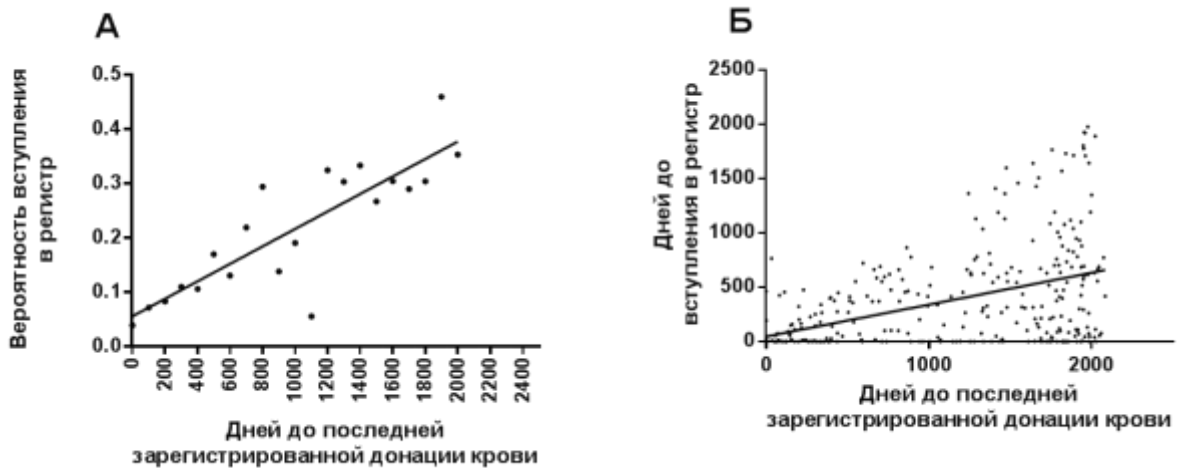 А
Вероятность вступления
в регистр
0.5
0.4
0.3
0.2
0.1
0.0
0
200
400
600
800
1000
1200
1400
1600
1800
2000
2200
2400
Дней до последней
зарегистрированной донации крови
Б
Дней до
вступления в регистр
2500
2000
1500
1000
500
0
0
1000
2000
Дней до последней
зарегистрированной донации крови